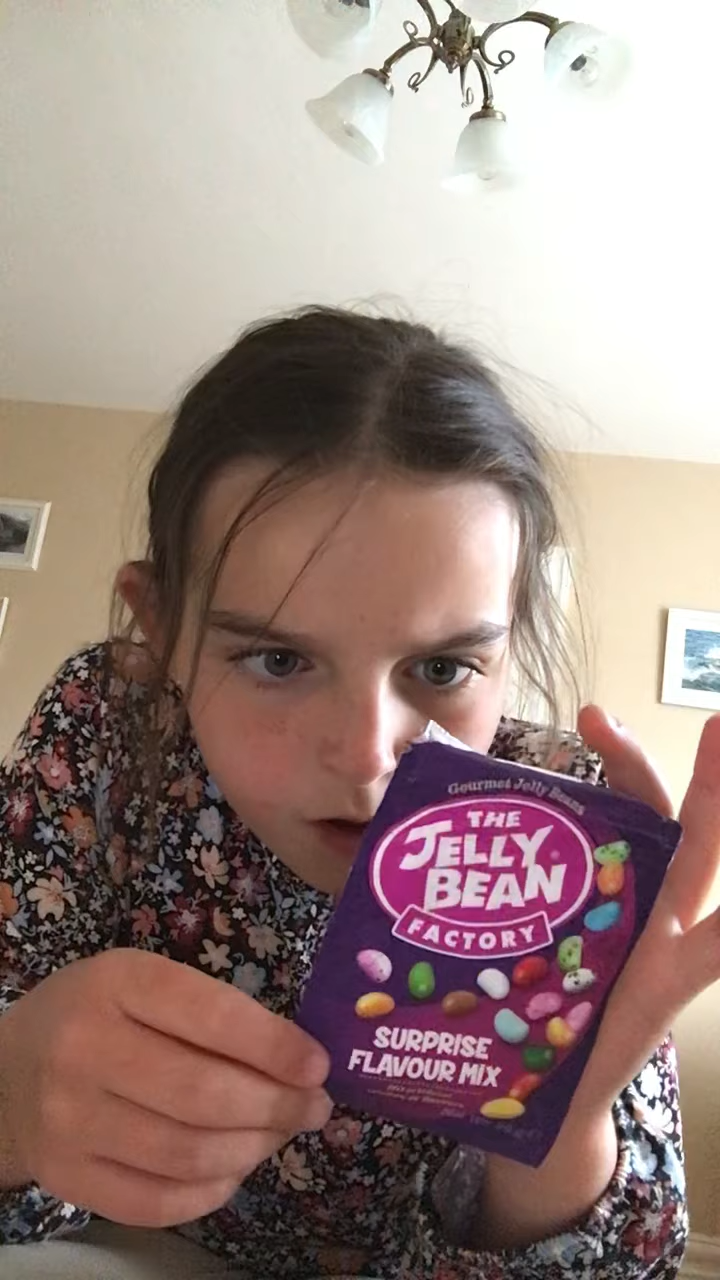 Gourmet Jelly Beans
THE
JELLY
BEAN
FACTORY
SURPRISE
FLAVOUR MIX